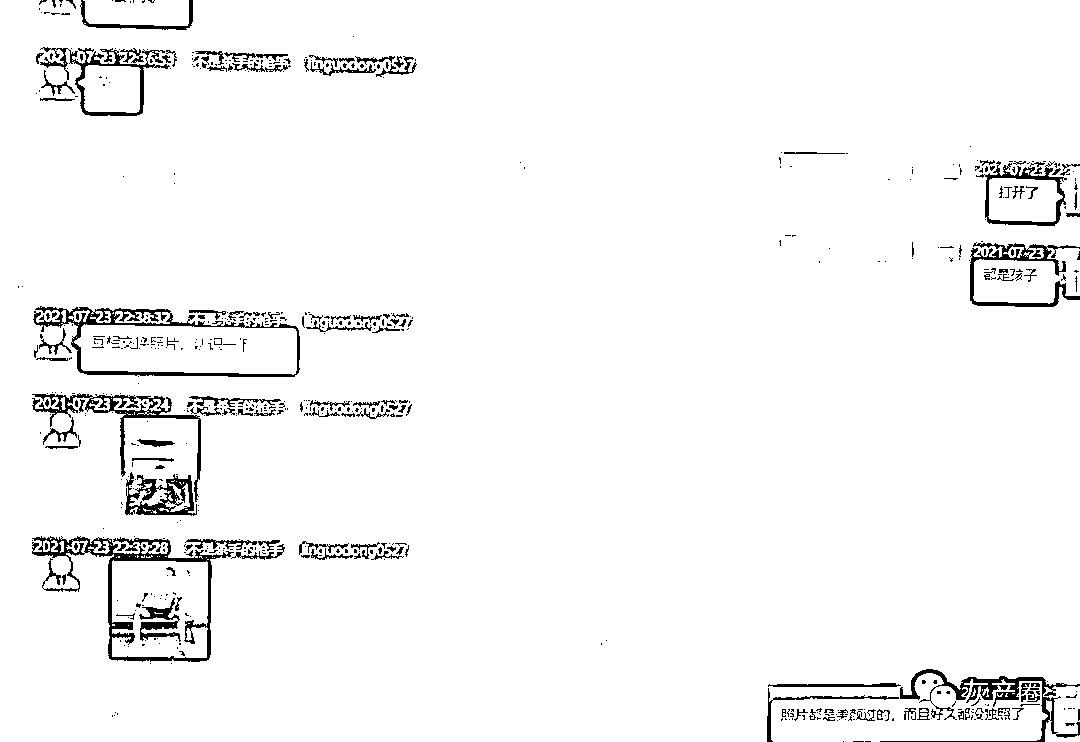 2021-07-23 22:36:53 不是杀手的枪手 linguodong0527
2021-07-23 22:3
打开了
2021-07-23 2
都是孩子
2021-07-23 22:38:32 不是杀手的枪手 linguodong0527
互相交换照片，认识一下
2021-07-23 22:39:24 不是杀手的枪手 linguodong0527
2021-07-23 22:39:28 不是杀手的枪手 linguodong0527
灰产圈
照片都是美颜过的，而且好久都没独照了